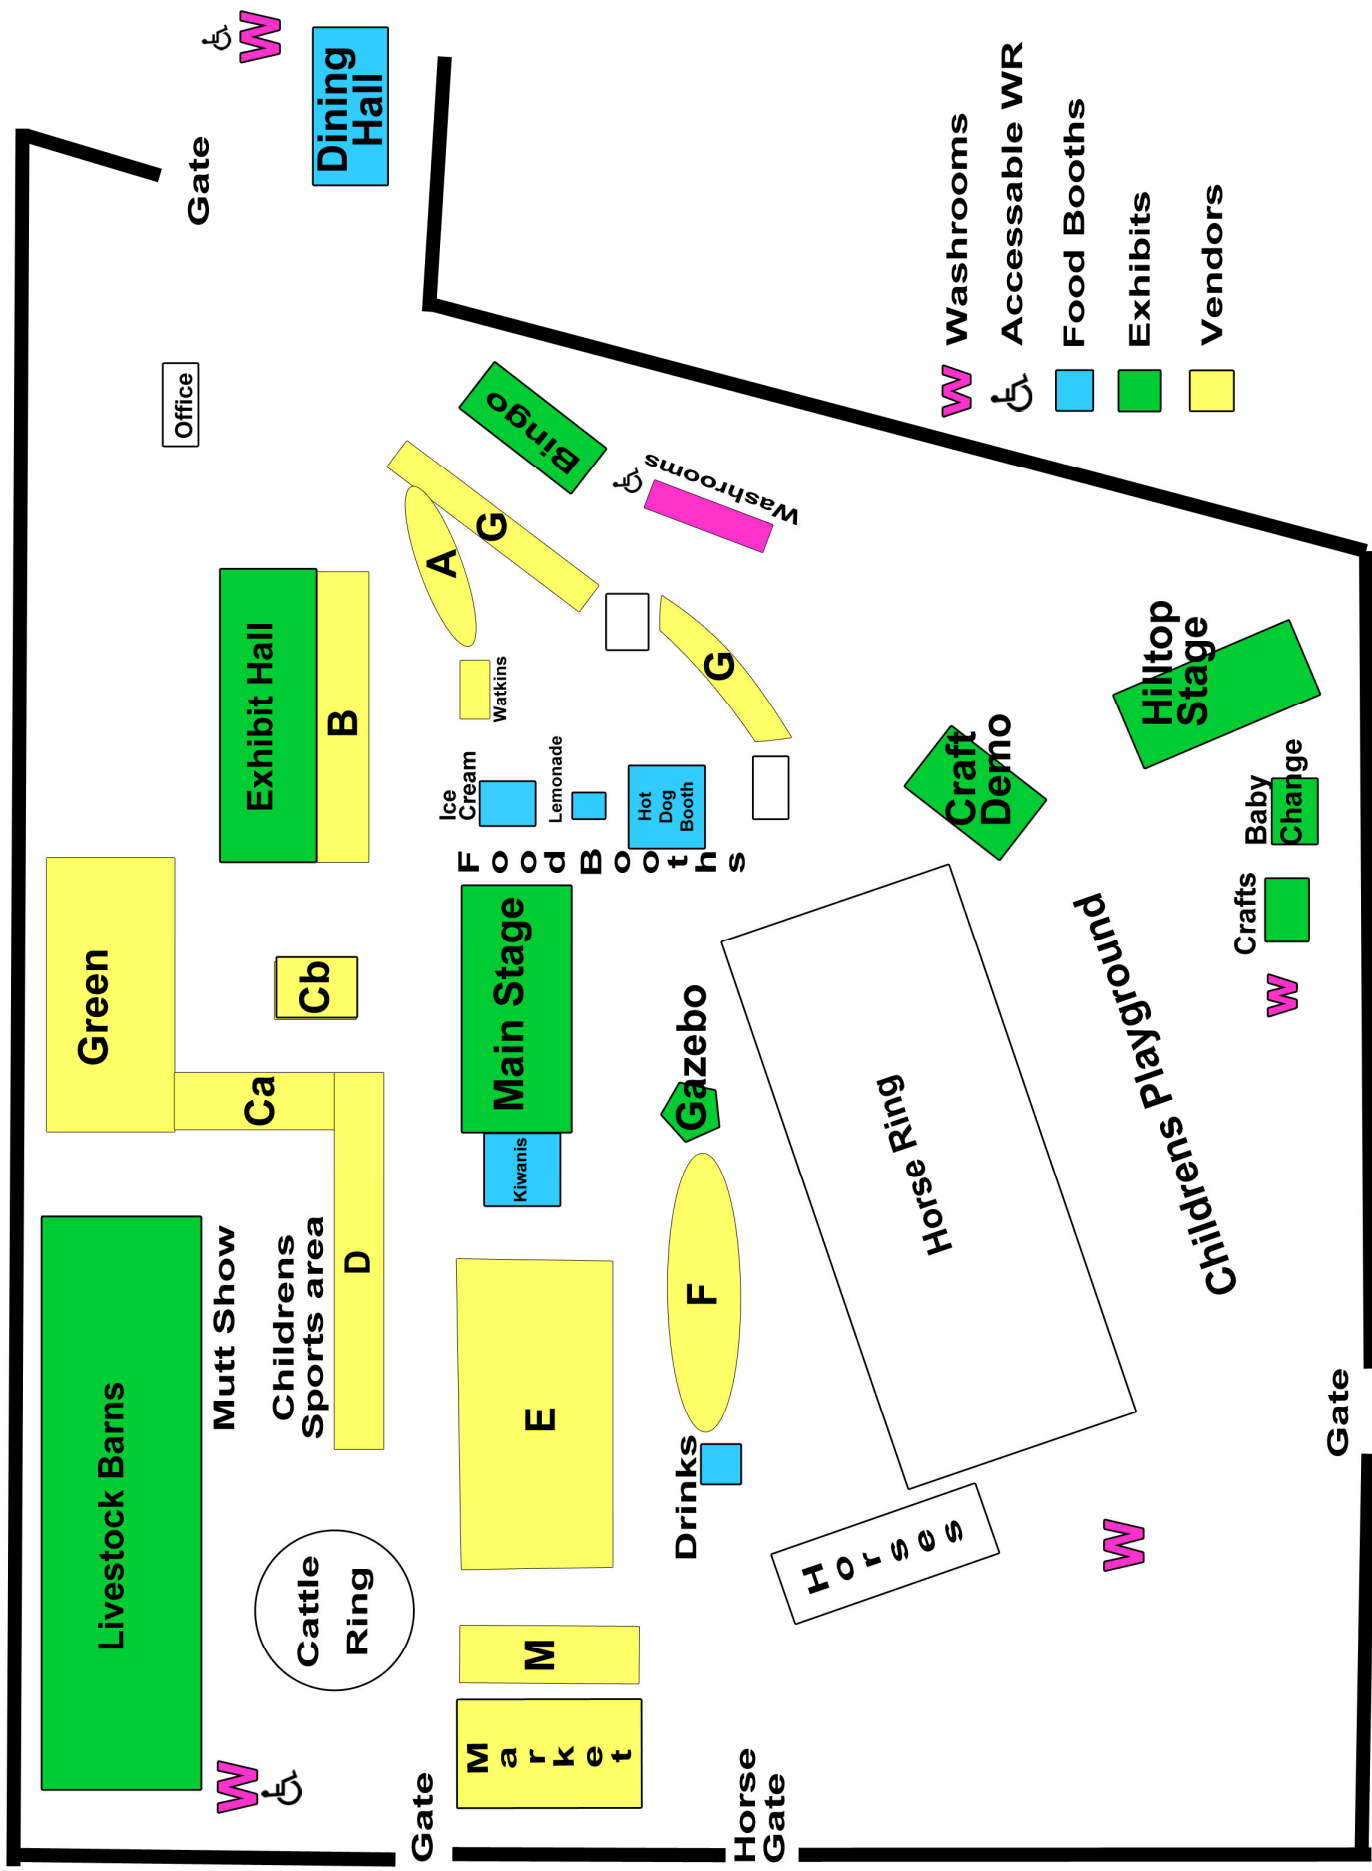 W
Dining
Hall
Gate
Office
Bingo
Washrooms
A
G
G
Exhibit Hall
B
Watkins
Ice
Cream
Lemonade
Hot
Dog
Booth
Food Booths
Green
Cb
Ca
D
Main Stage
Kiwanis
Gazebo
Livestock Barns
Mutt Show
Childrens
Sports area
E
F
Drinks
Cattle
Ring
M
Market
W
Gate
Horse
Gate
Horses
Horse Ring
Childrens Playground
Craft
Demo
Hilltop
Stage
Baby
Change
Crafts
W
W
Gate
W Washrooms
Accessable WR
Food Booths
Exhibits
Vendors